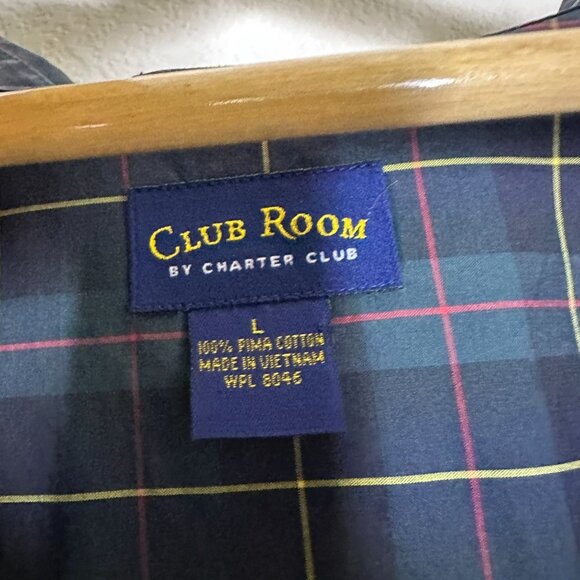 CLUB ROOM
BY CHARTER CLUB
L
100% PIMA COTTON
MADE IN VIETNAM
WPL 8046